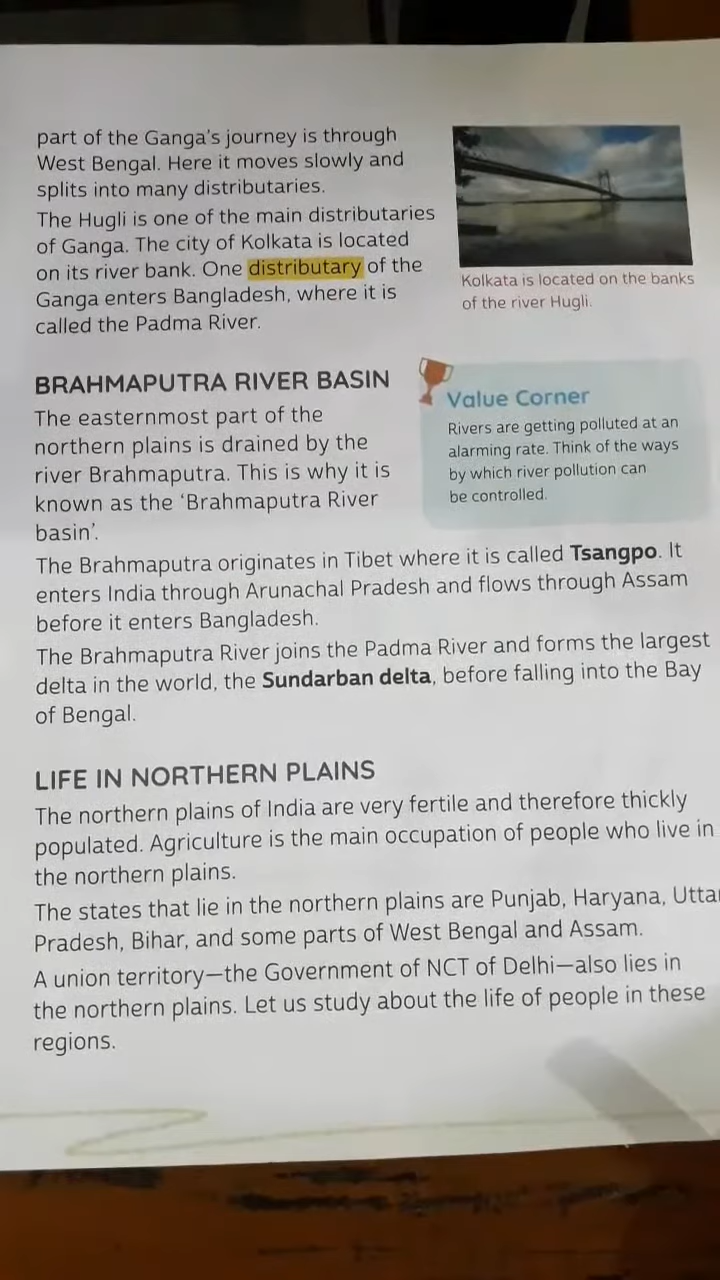 part of the Ganga's journey is through
West Bengal. Here it moves slowly and
splits into many distributaries.
The Hugli is one of the main distributaries
of Ganga. The city of Kolkata is located
on its river bank. One distributary of the
Ganga enters Bangladesh, where it is
called the Padma River.
Kolkata is located on the banks
of the river Hugli.
BRAHMAPUTRA RIVER BASIN
The easternmost part of the
northern plains is drained by the
river Brahmaputra. This is why it is
known as the ‘Brahmaputra River
basin’.
Value Corner
Rivers are getting polluted at an
alarming rate. Think of the ways
by which river pollution can
be controlled.
The Brahmaputra originates in Tibet where it is called Tsangpo. It
enters India through Arunachal Pradesh and flows through Assam
before it enters Bangladesh.
The Brahmaputra River joins the Padma River and forms the largest
delta in the world, the Sundarban delta, before falling into the Bay
of Bengal.
LIFE IN NORTHERN PLAINS
The northern plains of India are very fertile and therefore thickly
populated. Agriculture is the main occupation of people who live in
the northern plains.
The states that lie in the northern plains are Punjab, Haryana, Uttar
Pradesh, Bihar, and some parts of West Bengal and Assam.
A union territory—the Government of NCT of Delhi—also lies in
the northern plains. Let us study about the life of people in these
regions.